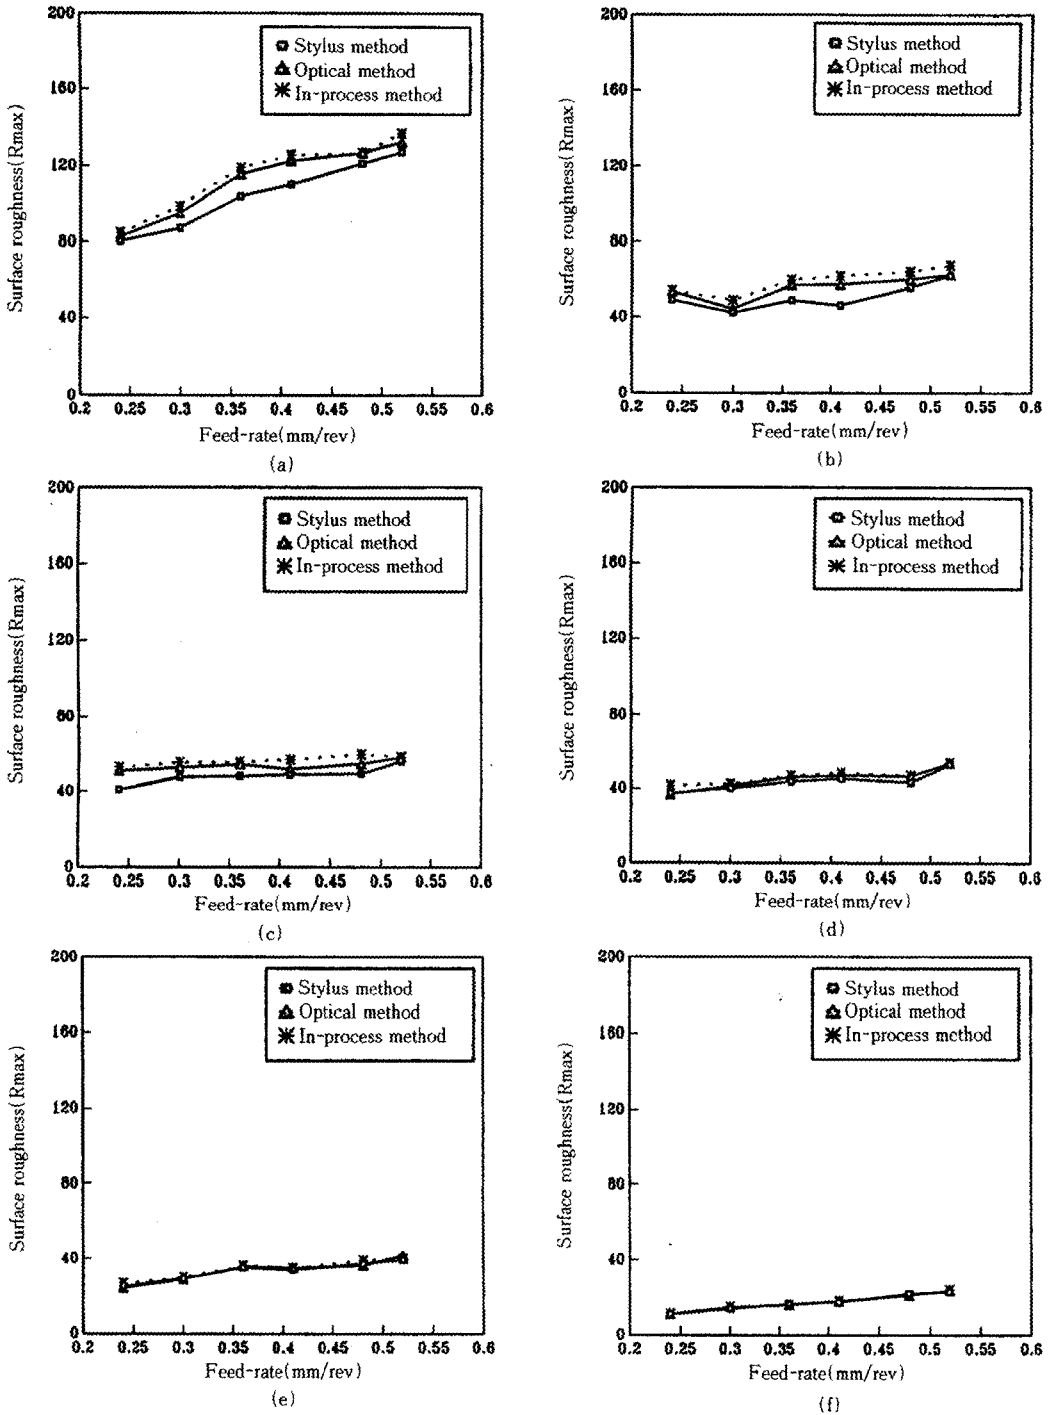 200
160
120
80
40
0
Surface roughness(Rmax)
Stylus method
Optical method
In-process method
0.2 0.25 0.3 0.35 0.4 0.45 0.5 0.55 0.6
Feed-rate(mm/rev)
(a)
200
160
120
80
40
0
Surface roughness(Rmax)
Stylus method
Optical method
In-process method
0.2 0.25 0.3 0.35 0.4 0.45 0.5 0.55 0.6
Feed-rate(mm/rev)
(b)
200
160
120
80
40
0
Surface roughness(Rmax)
Stylus method
Optical method
In-process method
0.2 0.25 0.3 0.35 0.4 0.45 0.5 0.55 0.6
Feed-rate(mm/rev)
(c)
200
160
120
80
40
0
Surface roughness(Rmax)
Stylus method
Optical method
In-process method
0.2 0.25 0.3 0.35 0.4 0.45 0.5 0.55 0.6
Feed-rate(mm/rev)
(d)
200
160
120
80
40
0
Surface roughness(Rmax)
Stylus method
Optical method
In-process method
0.2 0.25 0.3 0.35 0.4 0.45 0.5 0.55 0.6
Feed-rate(mm/rev)
(e)
200
160
120
80
40
0
Surface roughness(Rmax)
Stylus method
Optical method
In-process method
0.2 0.25 0.3 0.35 0.4 0.45 0.5 0.55 0.6
Feed-rate(mm/rev)
(f)